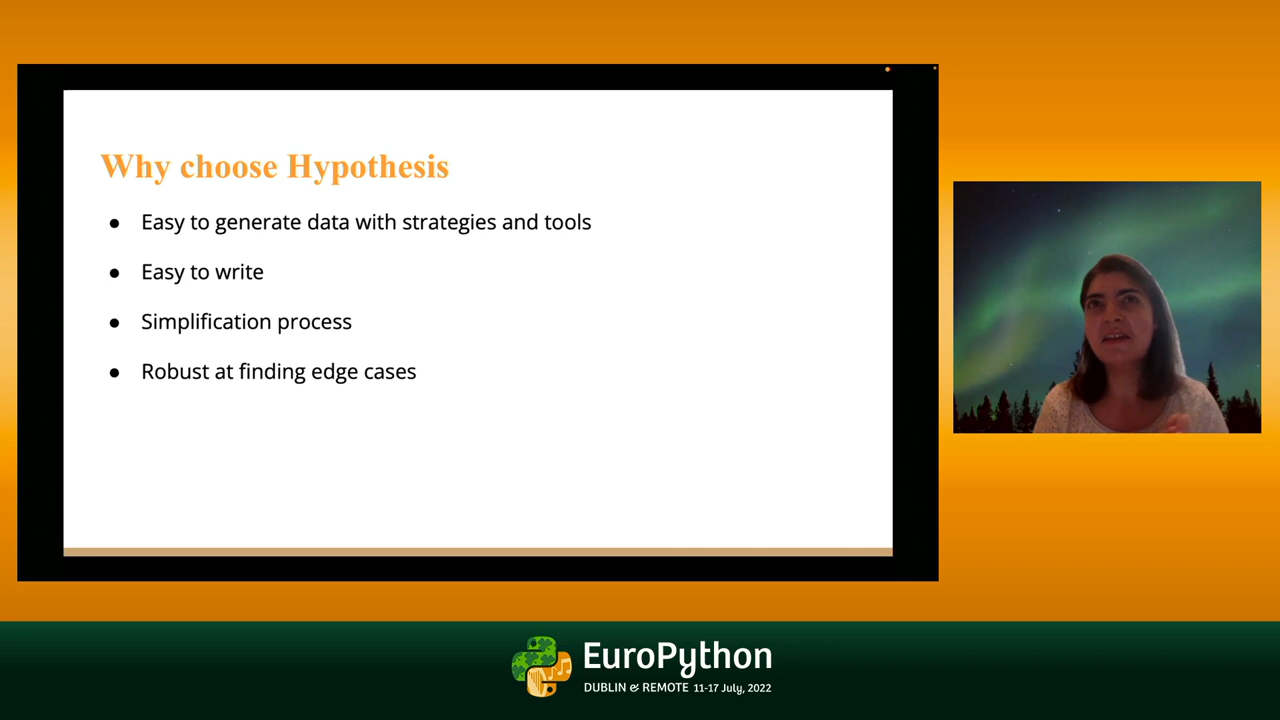 Why choose Hypothesis
● Easy to generate data with strategies and tools
● Easy to write
● Simplification process
● Robust at finding edge cases
EuroPython
DUBLIN & REMOTE 11-17 July, 2022